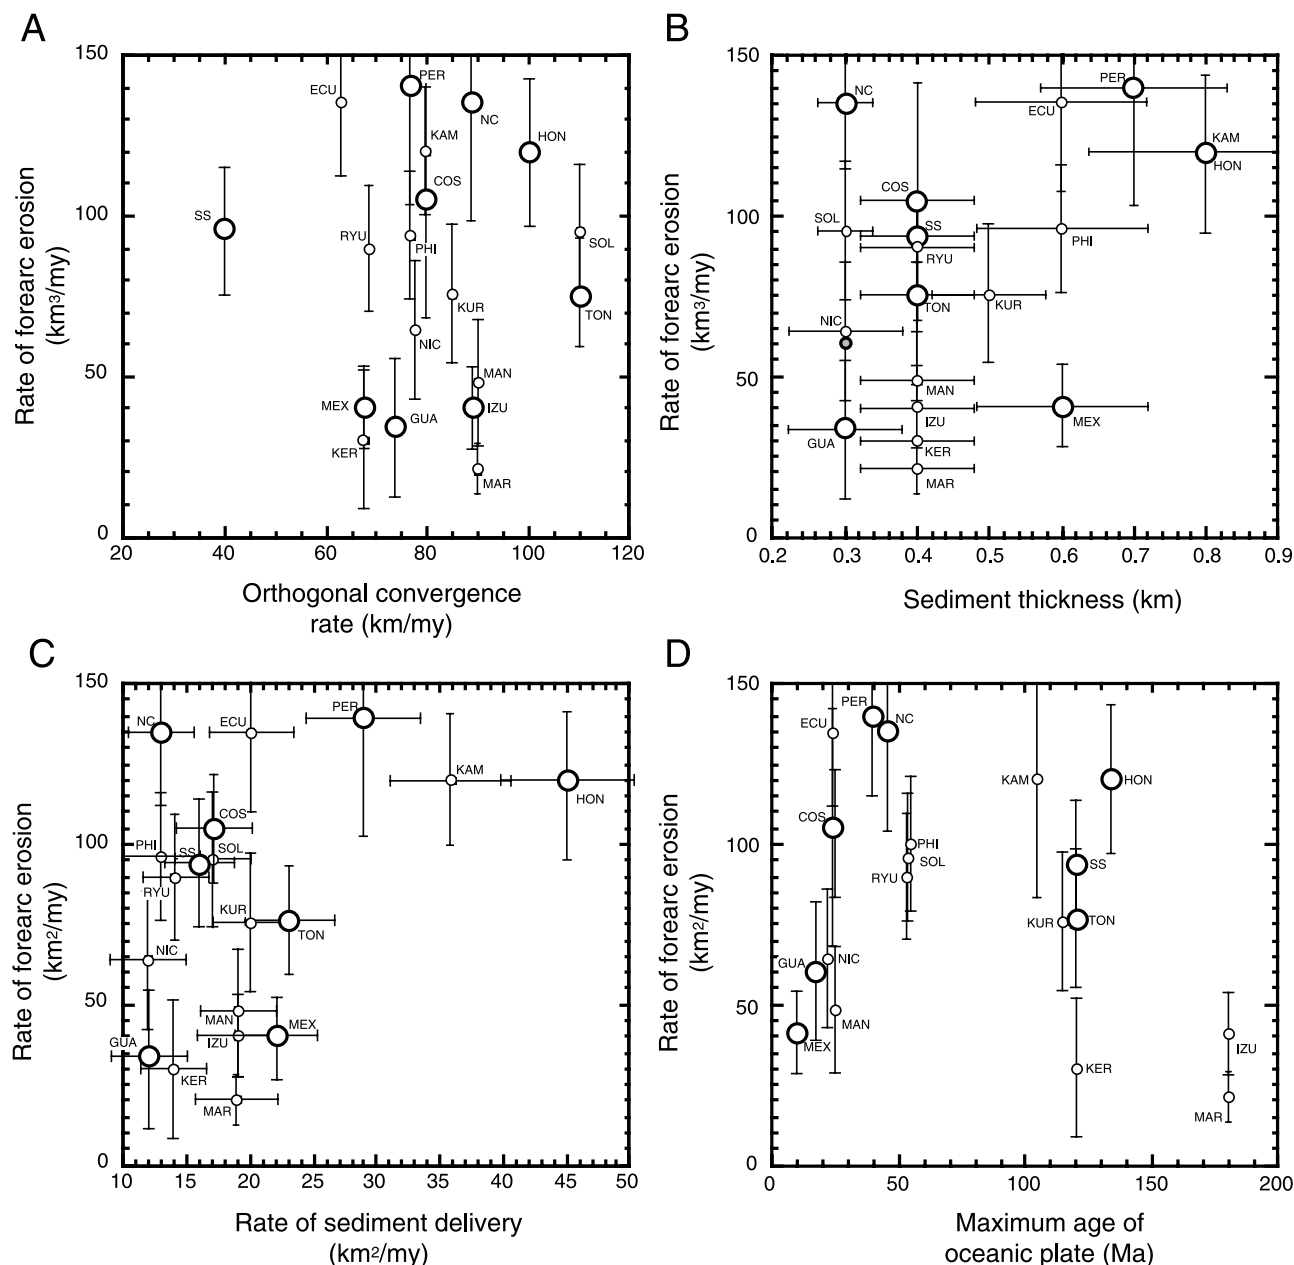 A
150
100
50
0
20
40
60
80
100
120
Rate of forearc erosion
(km³/my)
Orthogonal convergence
rate (km/my)
ECU
PER
NC
KAM
HON
COS
SS
RYU
PHI
SOL
KUR
TON
NIC
MAN
MEX
IZU
GUA
KER
MAR
B
150
100
50
0
0.2
0.3
0.4
0.5
0.6
0.7
0.8
0.9
Rate of forearc erosion
(km³/my)
Sediment thickness (km)
NC
PER
ECU
KAM
HON
COS
SOL
SS
RYU
PHI
TON
KUR
NIC
MAN
IZU
MEX
GUA
KER
MAR
C
150
100
50
0
10
15
20
25
30
35
40
45
50
Rate of forearc erosion
(km²/my)
Rate of sediment delivery
(km²/my)
NC
ECU
PER
KAM
HON
COS
PHI
SS
SOL
RYU
KUR
TON
NIC
MAN
IZU
MEX
GUA
KER
MAR
D
150
100
50
0
0
50
100
150
200
Rate of forearc erosion
(km²/my)
Maximum age of
oceanic plate (Ma)
PER
ECU
NC
KAM
HON
COS
PHI
SOL
RYU
SS
KUR
TON
GUA
NIC
MAN
MEX
IZU
KER
MAR